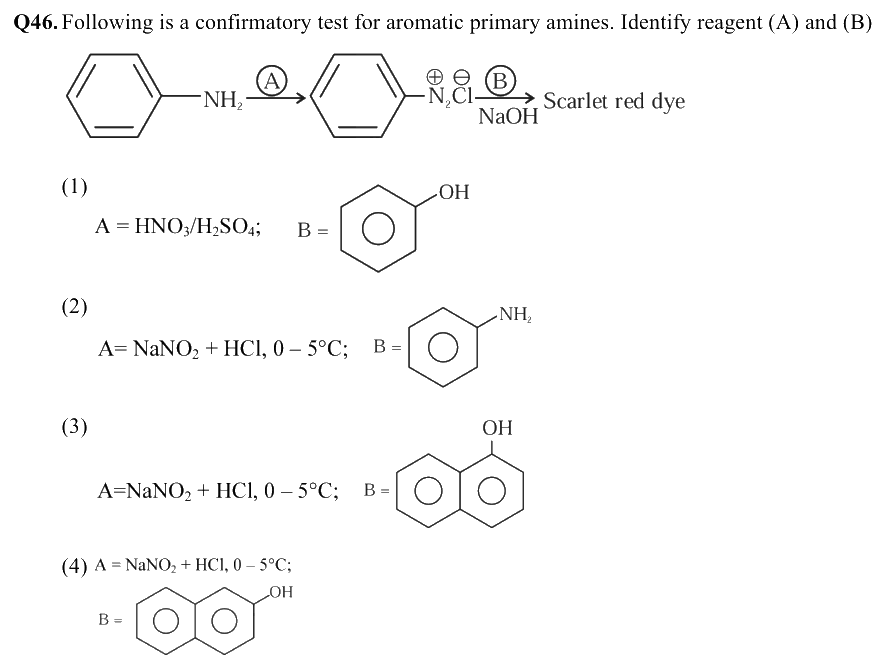 Q46. Following is a confirmatory test for aromatic primary amines. Identify reagent (A) and (B)
A
NH₂
⊕ ⊖
N₂Cl
B
NaOH
Scarlet red dye
(1)
A = HNO₃/H₂SO₄; B =
OH
(2)
A= NaNO₂ + HCl, 0 – 5°C; B =
NH₂
(3)
OH
A=NaNO₂ + HCl, 0 – 5°C; B =
(4) A = NaNO₂ + HCl, 0 – 5°C;
OH
B =